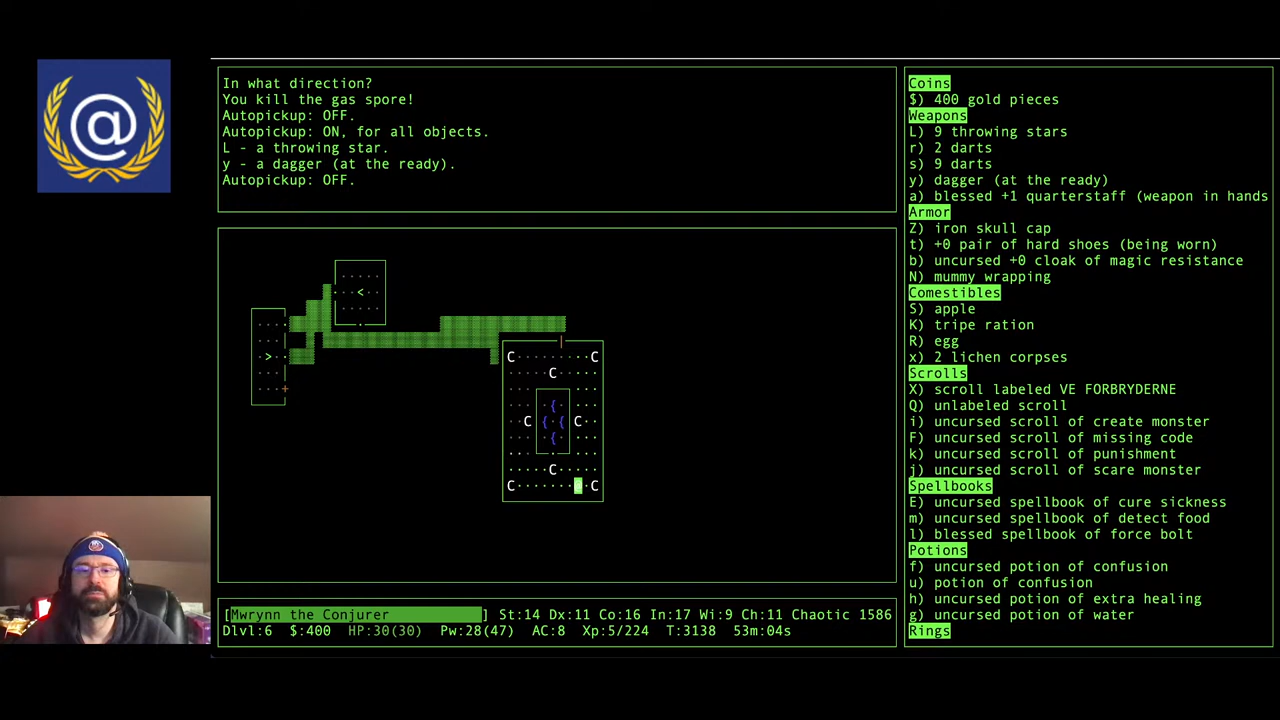 @
In what direction?
You kill the gas spore!
Autopickup: OFF.
Autopickup: ON, for all objects.
L - a throwing star.
y - a dagger (at the ready).
Autopickup: OFF.
<
>
+
|
C C
C
{
C { { C
{
C
C C
[Mwrynn the Conjurer ] St:14 Dx:11 Co:16 In:17 Wi:9 Ch:11 Chaotic 1586
Dlvl:6 $:400 HP:30(30) Pw:28(47) AC:8 Xp:5/224 T:3138 53m:04s
Coins
$) 400 gold pieces
Weapons
L) 9 throwing stars
r) 2 darts
s) 9 darts
y) dagger (at the ready)
a) blessed +1 quarterstaff (weapon in hands
Armor
Z) iron skull cap
t) +0 pair of hard shoes (being worn)
b) uncursed +0 cloak of magic resistance
N) mummy wrapping
Comestibles
S) apple
K) tripe ration
R) egg
x) 2 lichen corpses
Scrolls
X) scroll labeled VE FORBRYDERNE
Q) unlabeled scroll
i) uncursed scroll of create monster
F) uncursed scroll of missing code
k) uncursed scroll of punishment
j) uncursed scroll of scare monster
Spellbooks
E) uncursed spellbook of cure sickness
m) uncursed spellbook of detect food
l) blessed spellbook of force bolt
Potions
f) uncursed potion of confusion
u) potion of confusion
h) uncursed potion of extra healing
g) uncursed potion of water
Rings